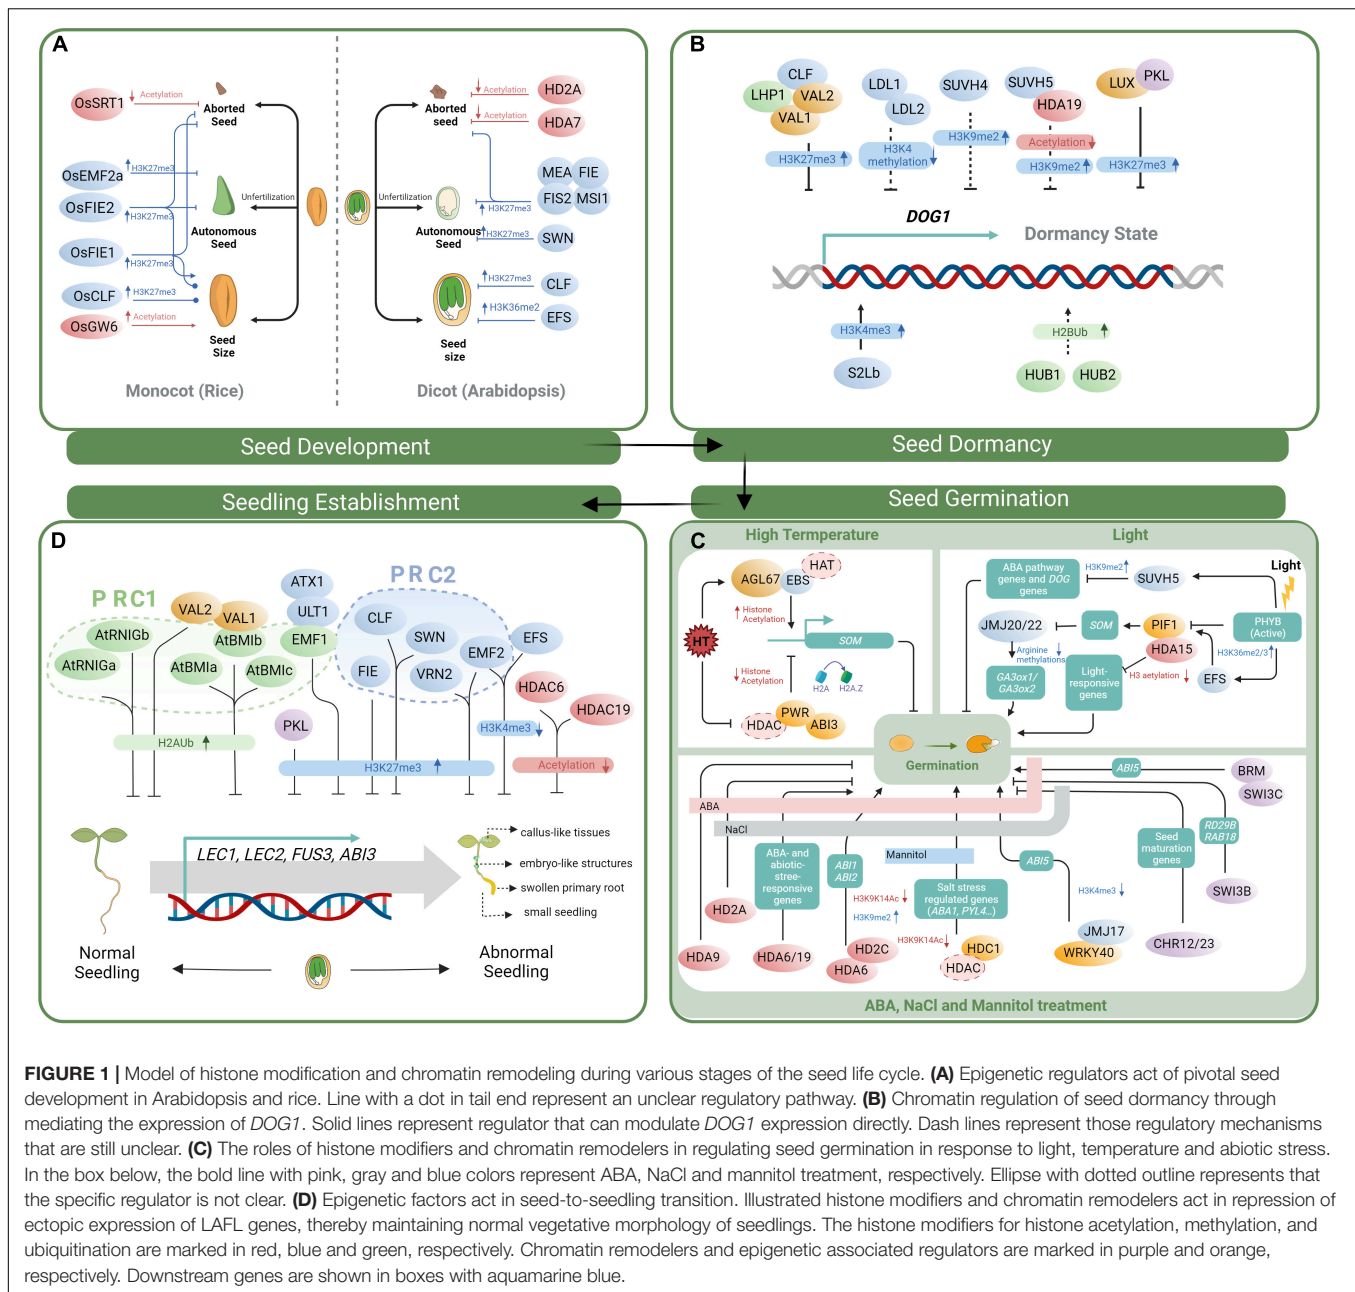 A
OsSRT1
Acetylation
Aborted
Seed
OsEMF2a
H3K27me3
OsFIE2
H3K27me3
Unfertilization
Autonomous
Seed
OsFIE1
H3K27me3
OsCLF
H3K27me3
OsGW6
Acetylation
Seed
Size
Monocot (Rice)
Aborted
seed
Acetylation
HD2A
Acetylation
HDA7
MEA
FIE
FIS2
MSI1
H3K27me3
Unfertilization
Autonomous
Seed
H3K27me3
SWN
H3K27me3
CLF
H3K36me2
EFS
Seed
size
Dicot (Arabidopsis)
Seed Development
B
CLF
LHP1
VAL2
VAL1
H3K27me3
LDL1
LDL2
H3K4
methylation
SUVH4
H3K9me2
SUVH5
HDA19
Acetylation
H3K9me2
LUX
PKL
H3K27me3
DOG1
Dormancy State
H3K4me3
S2Lb
H2BUb
HUB1
HUB2
Seed Dormancy
Seedling Establishment
Seed Germination
D
PRC1
PRC2
ATX1
ULT1
VAL2
VAL1
AtRNIGb
AtBMIb
EMF1
AtRNIGa
AtBMIa
AtBMIc
CLF
SWN
EFS
EMF2
FIE
VRN2
HDAC6
HDAC19
PKL
H3K4me3
H2AUb
H3K27me3
Acetylation
LEC1, LEC2, FUS3, ABI3
callus-like tissues
embryo-like structures
swollen primary root
small seedling
Normal
Seedling
Abnormal
Seedling
C
High Termperature
Light
HAT
AGL67
EBS
Histone
Acetylation
HT
SOM
Histone
Acetylation
H2A
H2A.Z
PWR
HDAC
ABI3
ABA pathway
genes and DOG
genes
H3K9me2
SUVH5
Light
JMJ20/22
SOM
PIF1
PHYB
(Active)
HDA15
Arginine
methylations
H3K36me2/3
GA3ox1/
GA3ox2
Light-
responsive
genes
H3 aetylation
EFS
Germination
ABA
NaCl
Mannitol
ABI5
BRM
SWI3C
RD29B
RAB18
Seed
maturation
genes
ABA- and
abiotic-
stree-
responsive
genes
ABI1
ABI2
ABI5
H3K9K14Ac
H3K9me2
H3K9K14Ac
Salt stress
regulated genes
(ABA1, PYL4...)
H3K4me3
SWI3B
HD2A
HDA9
HDA6/19
HD2C
HDA6
HDC1
HDAC
JMJ17
WRKY40
CHR12/23
ABA, NaCl and Mannitol treatment
FIGURE 1 | Model of histone modification and chromatin remodeling during various stages of the seed life cycle. (A) Epigenetic regulators act of pivotal seed
development in Arabidopsis and rice. Line with a dot in tail end represent an unclear regulatory pathway. (B) Chromatin regulation of seed dormancy through
mediating the expression of DOG1. Solid lines represent regulator that can modulate DOG1 expression directly. Dash lines represent those regulatory mechanisms
that are still unclear. (C) The roles of histone modifiers and chromatin remodelers in regulating seed germination in response to light, temperature and abiotic stress.
In the box below, the bold line with pink, gray and blue colors represent ABA, NaCl and mannitol treatment, respectively. Ellipse with dotted outline represents that
the specific regulator is not clear. (D) Epigenetic factors act in seed-to-seedling transition. Illustrated histone modifiers and chromatin remodelers act in repression of
ectopic expression of LAFL genes, thereby maintaining normal vegetative morphology of seedlings. The histone modifiers for histone acetylation, methylation, and
ubiquitination are marked in red, blue and green, respectively. Chromatin remodelers and epigenetic associated regulators are marked in purple and orange,
respectively. Downstream genes are shown in boxes with aquamarine blue.